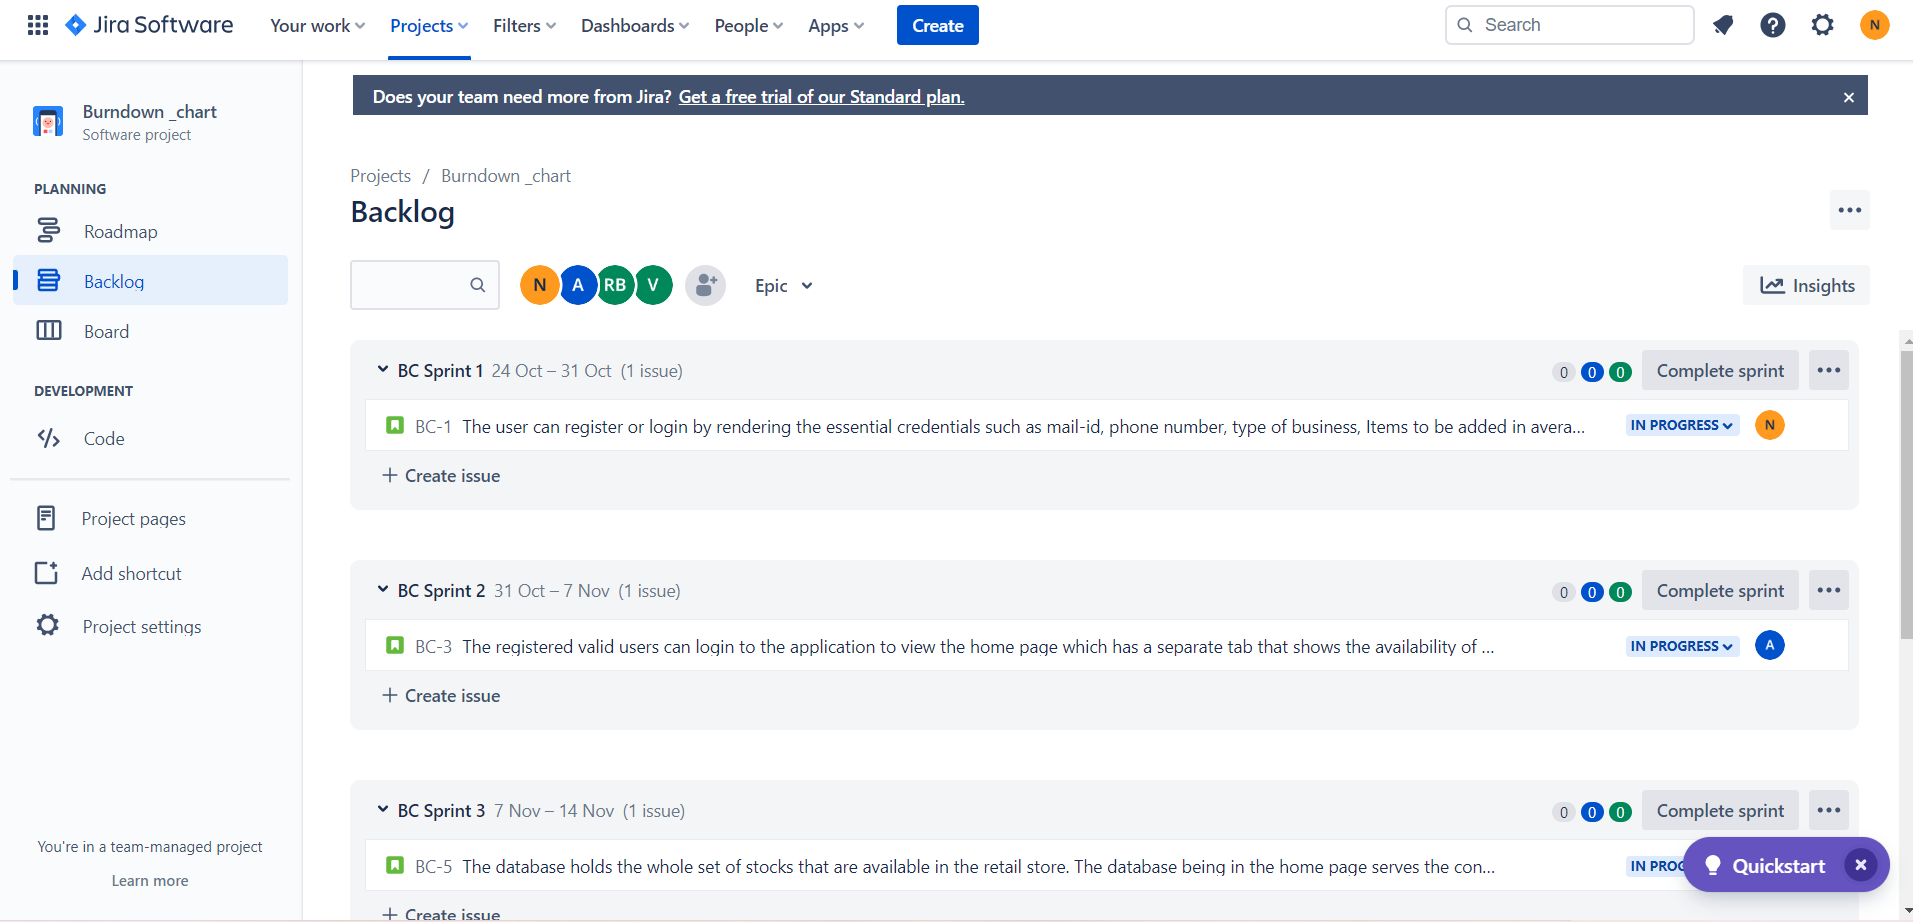 Jira Software
Your work
Projects
Filters
Dashboards
People
Apps
Create
Search
N
Burndown _chart
Software project
PLANNING
Roadmap
Backlog
Board
DEVELOPMENT
Code
Project pages
Add shortcut
Project settings
You're in a team-managed project
Learn more
Does your team need more from Jira? Get a free trial of our Standard plan.
Projects / Burndown _chart
Backlog
N A RB V
Epic
Insights
BC Sprint 1 24 Oct – 31 Oct (1 issue)
0 0 0 Complete sprint
BC-1 The user can register or login by rendering the essential credentials such as mail-id, phone number, type of business, Items to be added in avera...
IN PROGRESS N
+ Create issue
BC Sprint 2 31 Oct – 7 Nov (1 issue)
0 0 0 Complete sprint
BC-3 The registered valid users can login to the application to view the home page which has a separate tab that shows the availability of ...
IN PROGRESS A
+ Create issue
BC Sprint 3 7 Nov – 14 Nov (1 issue)
0 0 0 Complete sprint
BC-5 The database holds the whole set of stocks that are available in the retail store. The database being in the home page serves the con...
IN PROG
Quickstart
+ Create issue